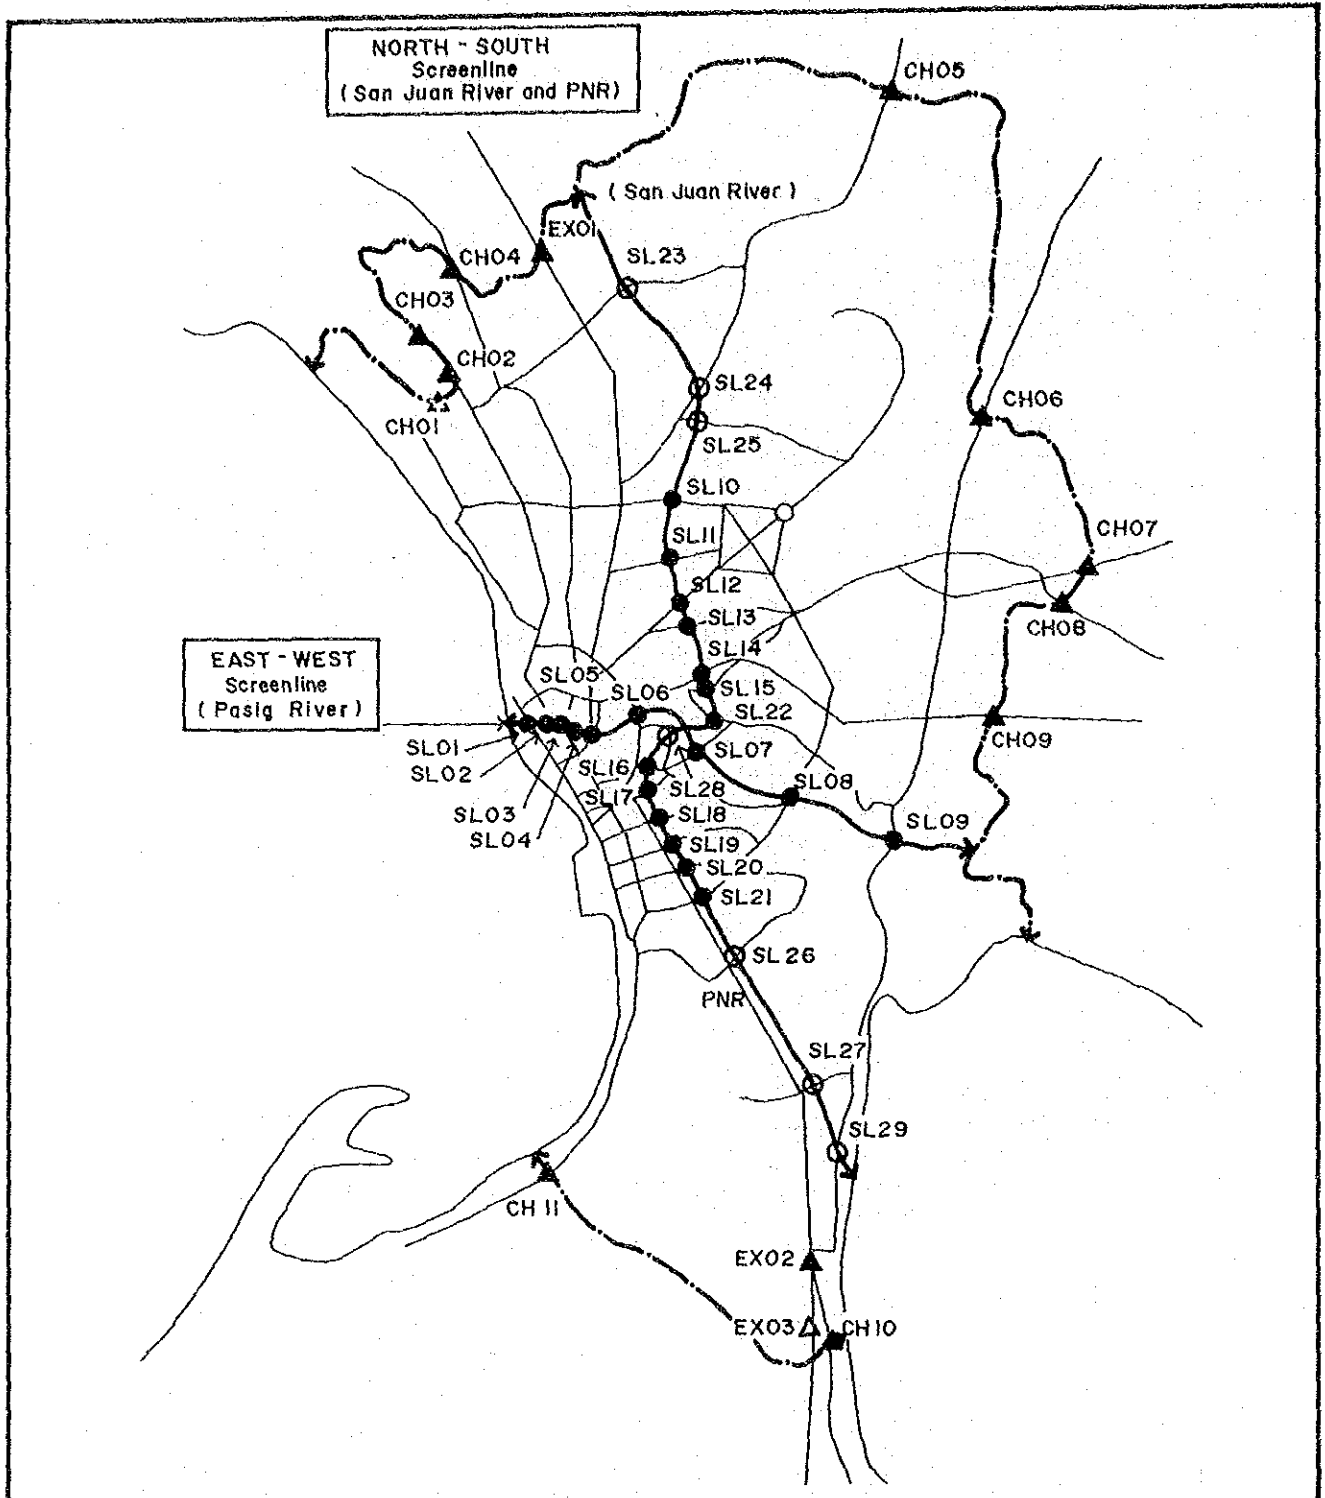 NORTH - SOUTH
Screenline
( San Juan River and PNR)
CH05
( San Juan River )
EX01
CH04
SL23
CH03
CH02
SL24
CH01
CH06
SL25
SL10
SL11
CH07
SL12
SL13
CH08
SL14
EAST - WEST
Screenline
( Pasig River )
SL05
SL15
SL06
SL22
SL01
SL02
SL16
SL07
CH09
SL28
SL08
SL17
SL03
SL18
SL09
SL04
SL19
SL20
SL21
SL26
PNR
SL27
SL29
CH 11
EX02
EX03
CH10